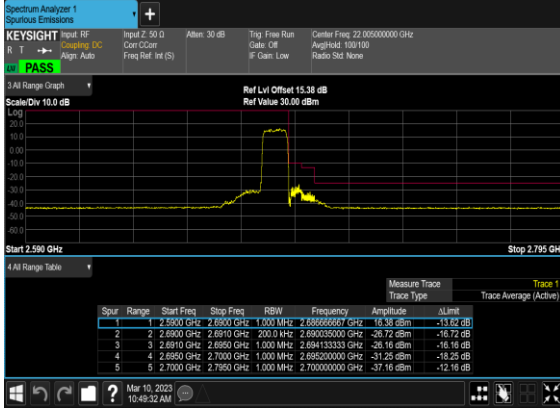 Spectrum Analyzer 1
Spurious Emissions
+
KEYSIGHT Input: RF Input Z: 50 Ω Atten: 30 dB Trig: Free Run Center Freq: 22.005000000 GHz
R T Coupling: DC Corr CCorr Gate: Off Avg|Hold: 100/100
Align: Auto Freq Ref: Int (S) IF Gain: Low Radio Std: None
PASS
3 All Range Graph
Ref Lvl Offset 15.38 dB
Scale/Div 10.0 dB Ref Value 30.00 dBm
Log
20.0
10.0
0.00
-10.0
-20.0
-30.0
-40.0
-50.0
-60.0
Start 2.590 GHz Stop 2.795 GH
4 All Range Table
Measure Trace Trace 1
Trace Type Trace Average (Active)
Spur Range Start Freq Stop Freq RBW Frequency Amplitude ΔLimit
1 1 2.5900 GHz 2.6900 GHz 1.000 MHz 2.686666667 GHz 16.38 dBm -13.62 dB
2 2 2.6900 GHz 2.6910 GHz 200.0 kHz 2.690035000 GHz -26.72 dBm -16.72 dB
3 3 2.6910 GHz 2.6950 GHz 1.000 MHz 2.694133333 GHz -26.16 dBm -16.16 dB
4 4 2.6950 GHz 2.7000 GHz 1.000 MHz 2.695200000 GHz -31.25 dBm -18.25 dB
5 5 2.7000 GHz 2.7950 GHz 1.000 MHz 2.700000000 GHz -37.16 dBm -12.16 dB
?
Mar 10, 2023
10:49:32 AM